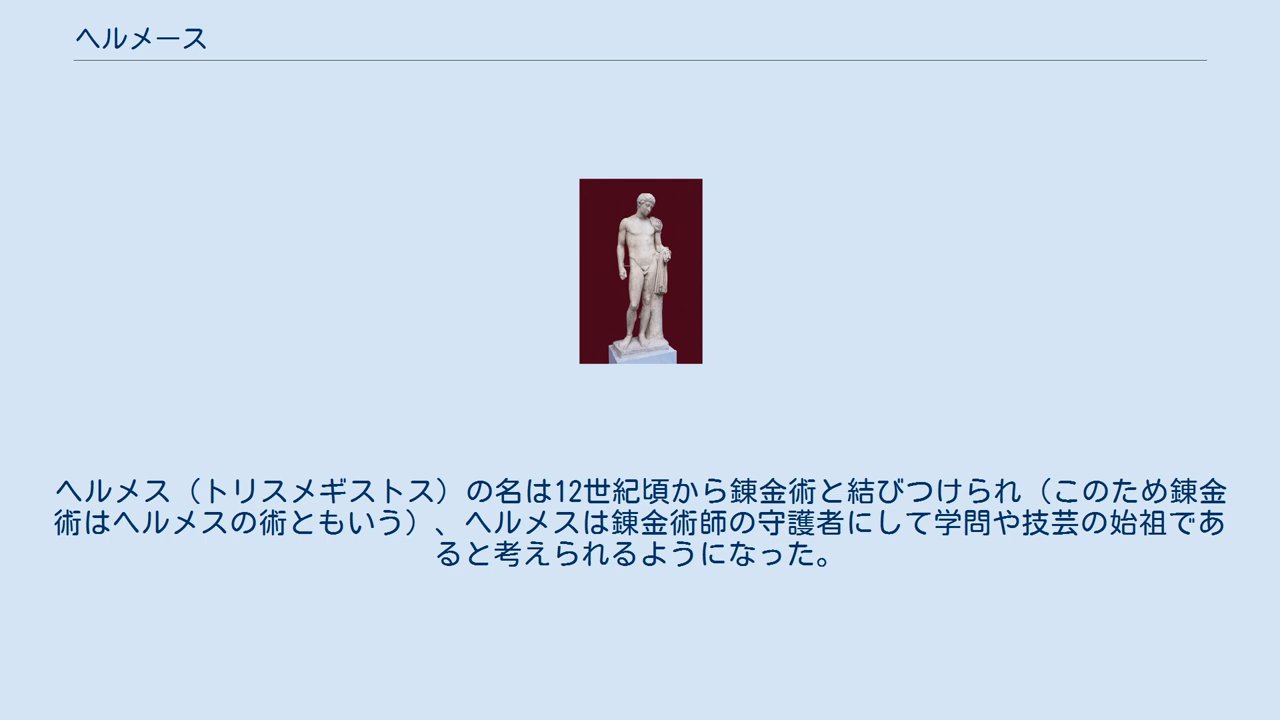 ヘルメース
ヘルメス（トリスメギストス）の名は12世紀頃から錬金術と結びつけられ（このため錬金
術はヘルメスの術ともいう）、ヘルメスは錬金術師の守護者にして学問や技芸の始祖であ
ると考えられるようになった。